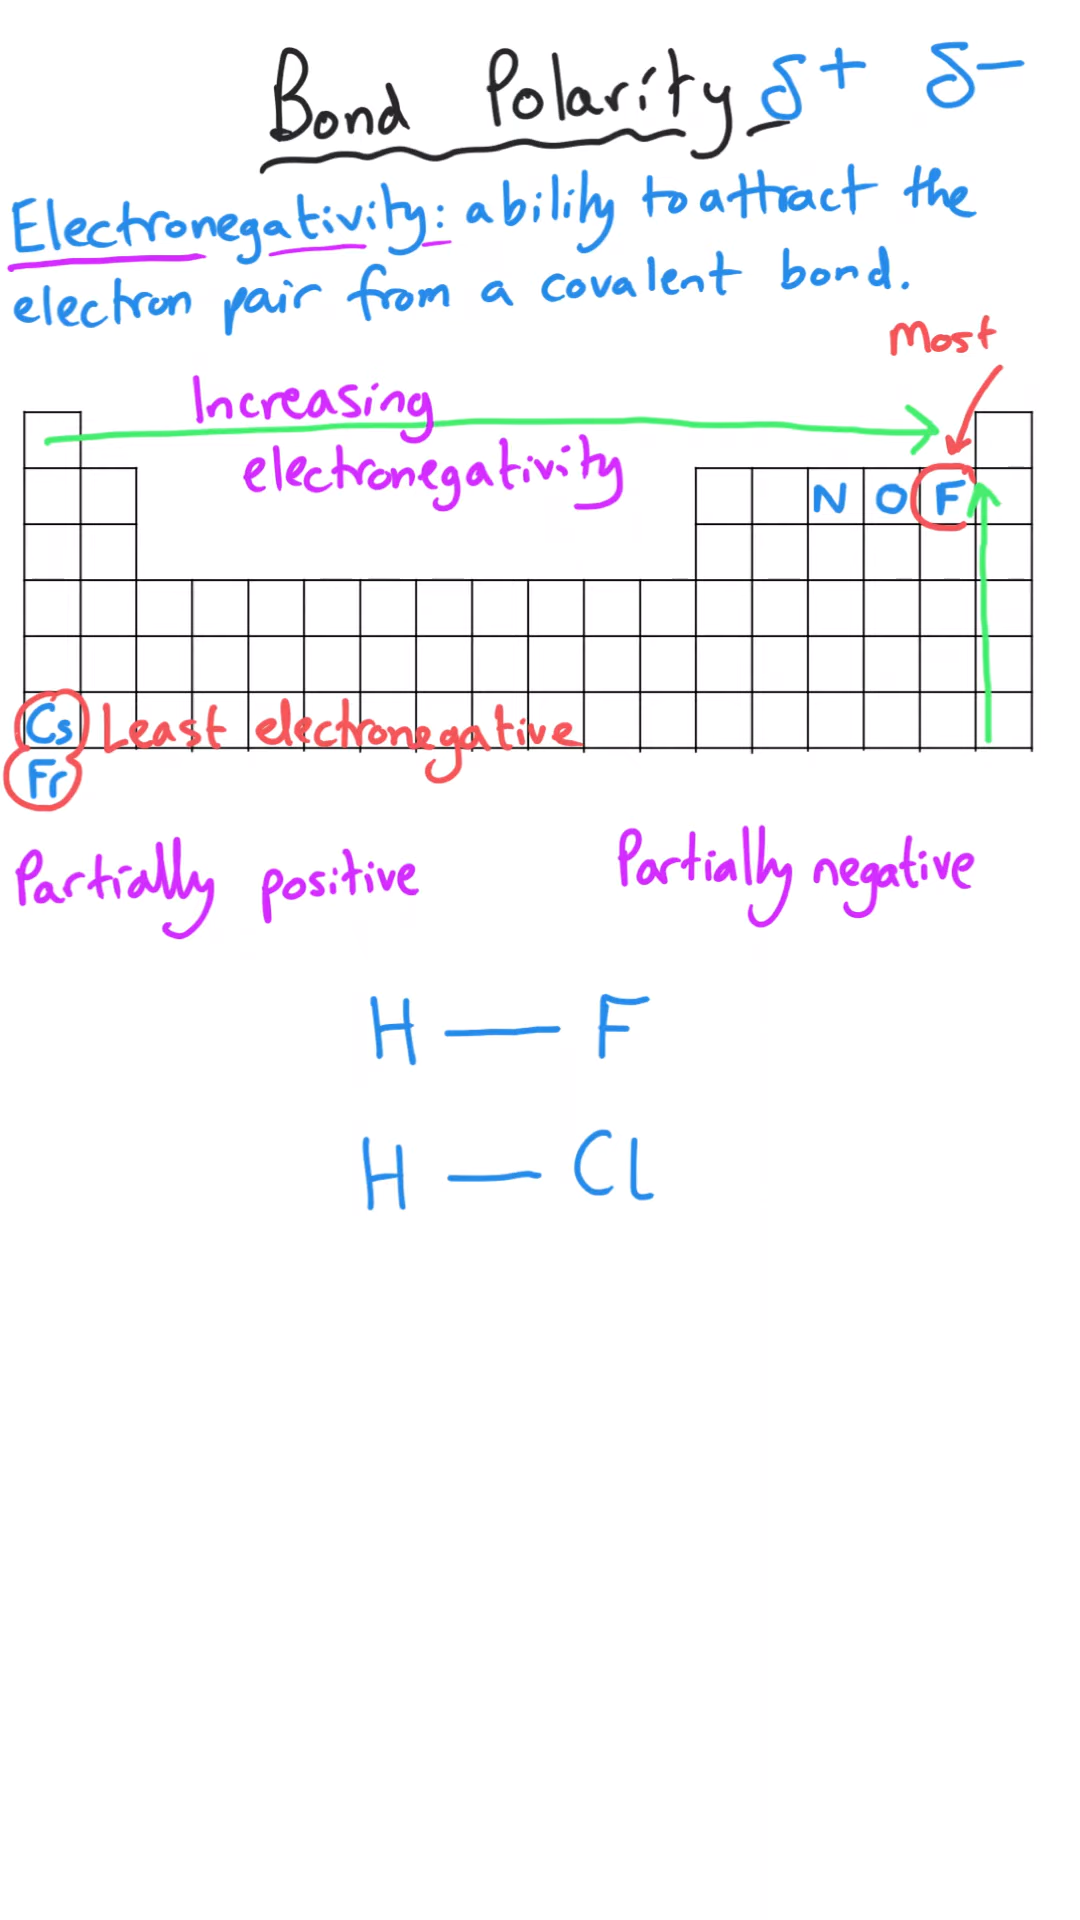 Bond Polarity δ+ δ-
Electronegativity: ability to attract the
electron pair from a covalent bond.
Most
Increasing
electronegativity
N O F
Cs Least electronegative
Fr
Partially positive Partially negative
H — F
H — Cl